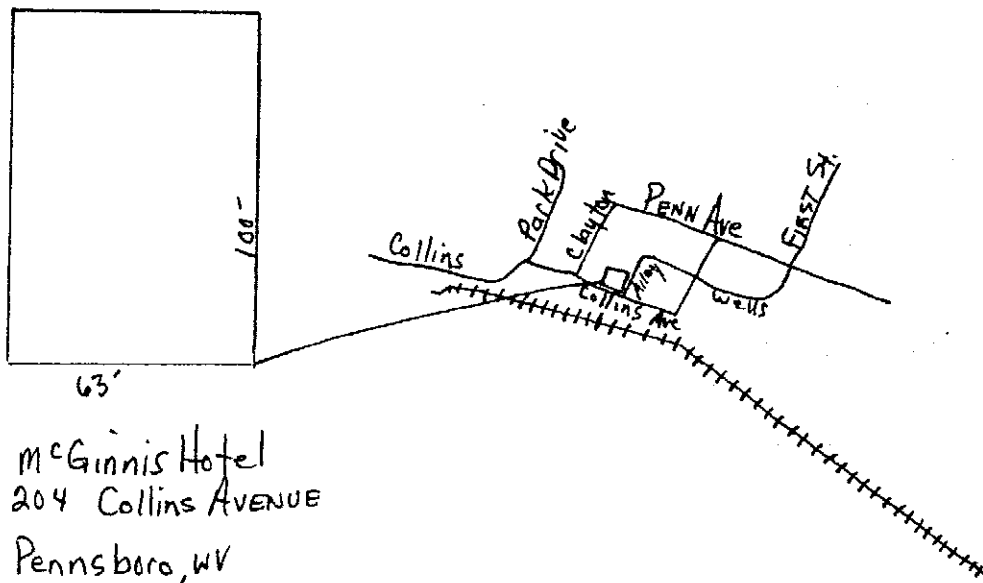 100'
63'
Collins
Park Drive
Clayton
PENN Ave
FIRST St.
Alley
Wells
Collins Ave
McGinnis Hotel
204 Collins AVENUE
Pennsboro, WV